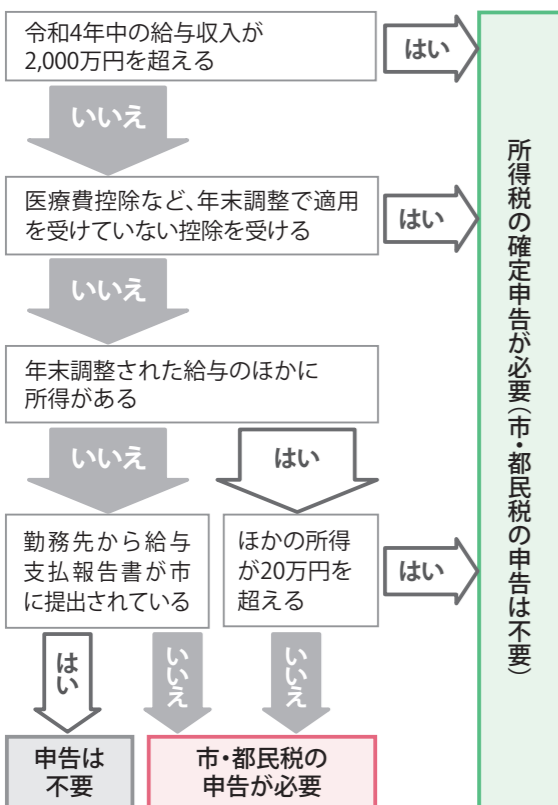 令和4年中の給与収入が
2,000万円を超える
はい
いいえ
医療費控除など、年末調整で適用
を受けていない控除を受ける
はい
いいえ
年末調整された給与のほかに
所得がある
いいえ
はい
勤務先から給与
支払報告書が市
に提出されている
ほかの所得
が20万円を
超える
はい
はい
いいえ
いいえ
申告は
不要
市・都民税の
申告が必要
所得税の確定申告が必要(市・都民税の申告は不要)